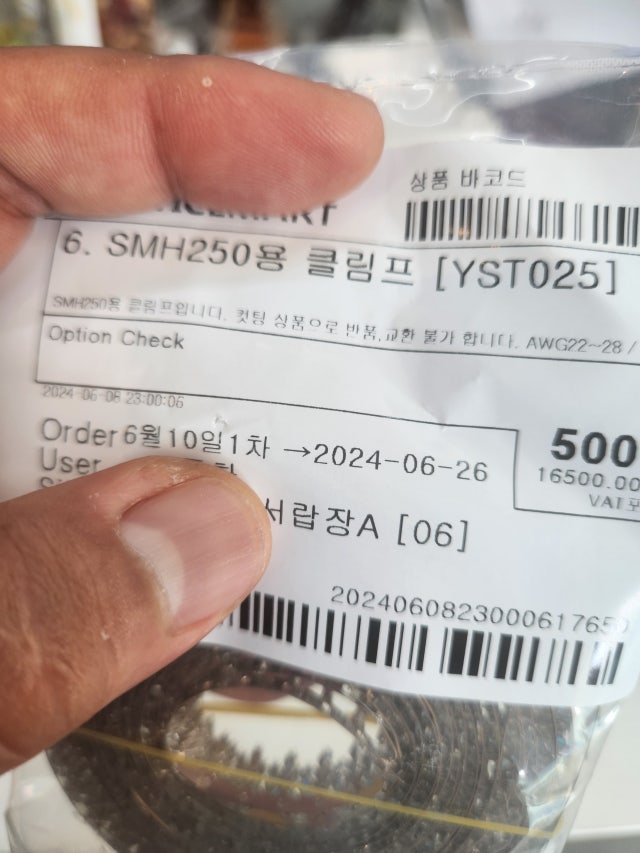 상품 바코드
6. SMH250용 클림프 [YST025]
SMH250용 클림프입니다. 컷팅 상품으로 반품,교환 불가 합니다. AWG22~28 /
Option Check
2024-06-08 23:00:06
Order 6월10일1차 →2024-06-26
500
User
16500.00
서랍장A [06]
2024060823000617650